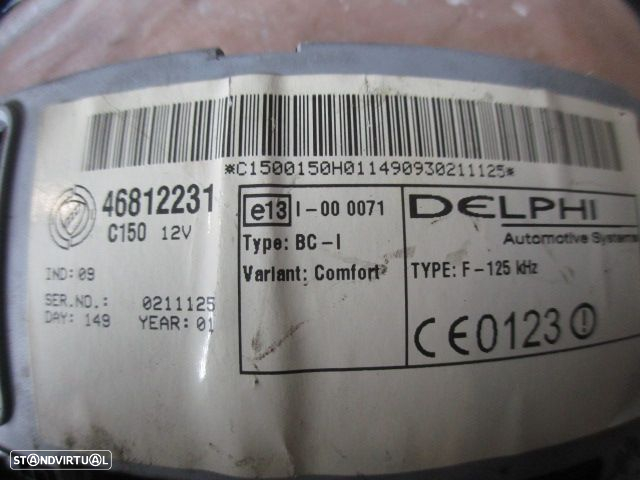 *C1500150H011490930211125*
46812231
C150 12V
IND: 09
SER.NO.: 0211125
DAY: 149 YEAR: 01
e13 I-00 0071
Type: BC-I
Variant: Comfort
DELPHI
Automotive Systems
TYPE: F-125 kHz
CE0123
STANDVIRTUAL